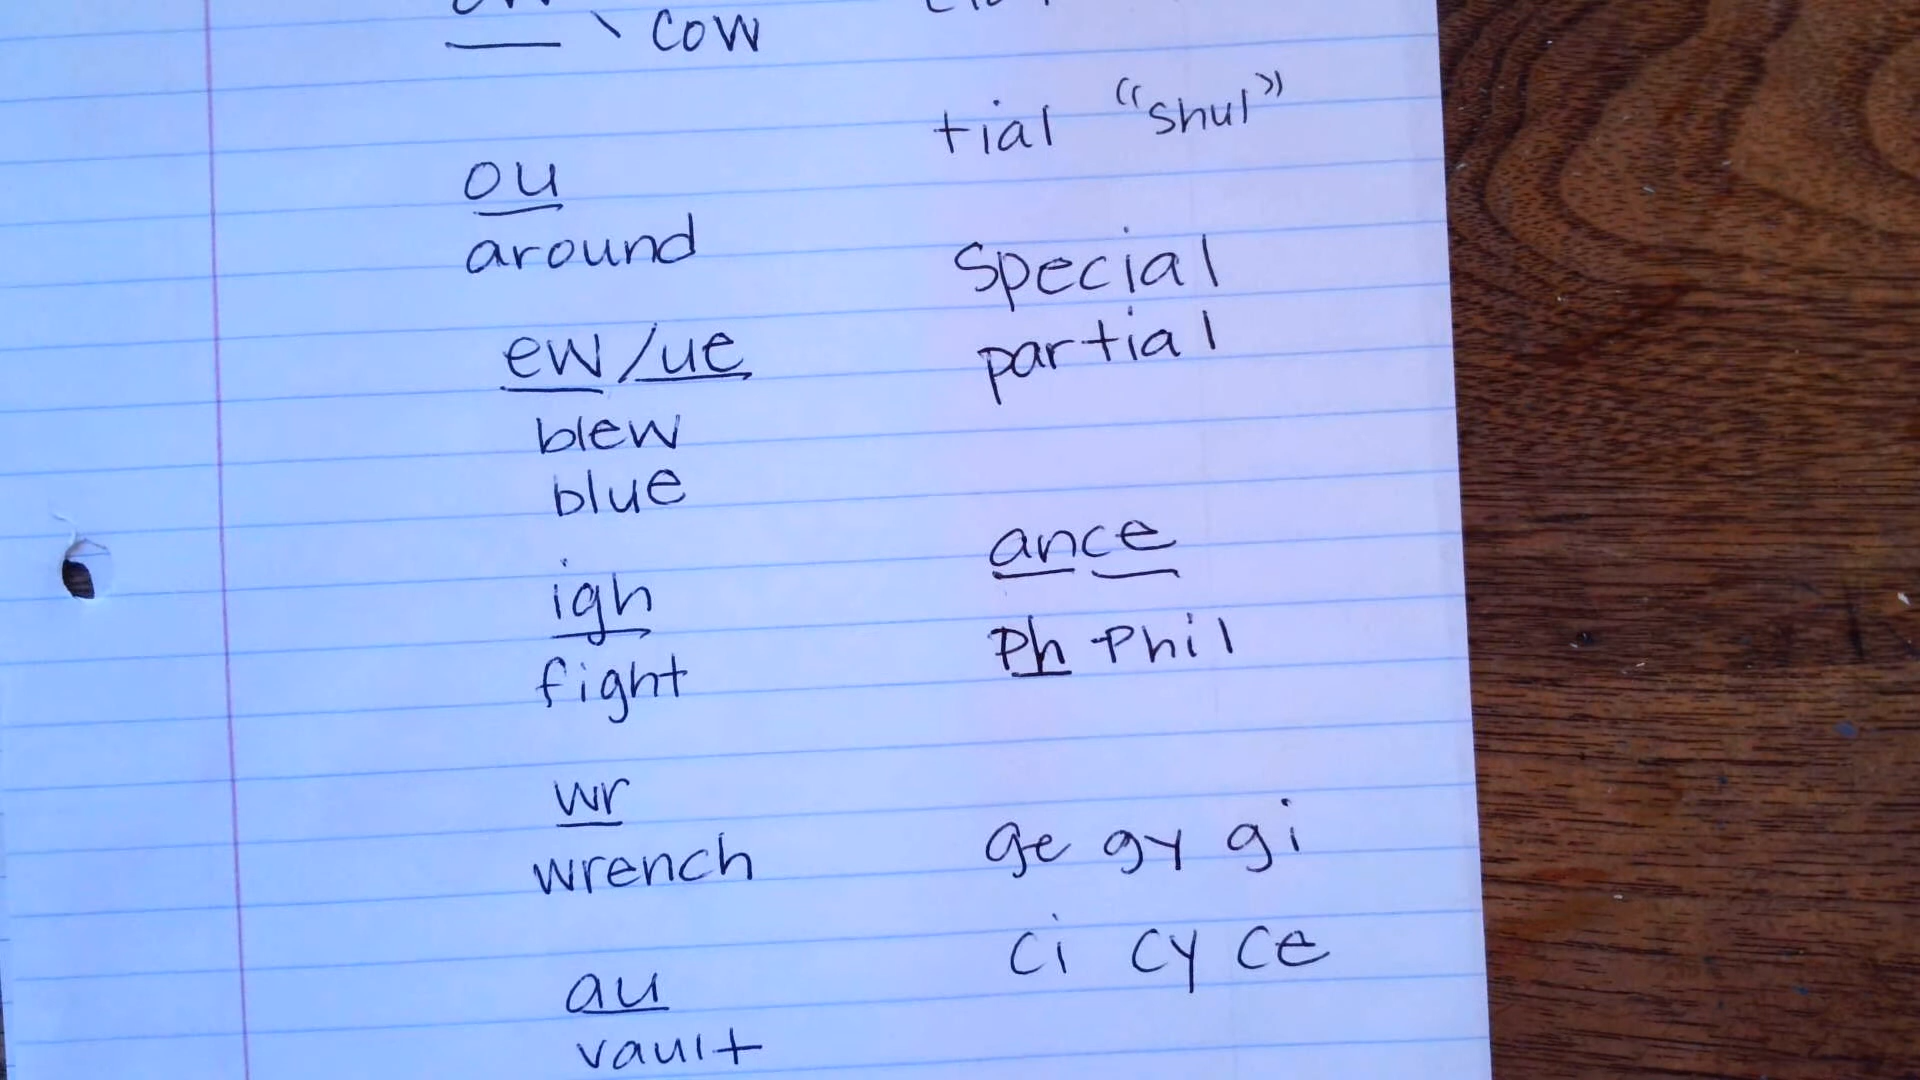 cow
ou
around
ew/ue
blew
blue
igh
fight
wr
wrench
au
vault
tial "shul"
Special
partial
ance
Ph Phil
ge gy gi
ci cy ce